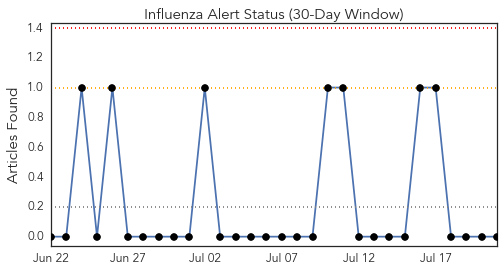 Influenza Alert Status (30-Day Window)
Articles Found
1.4
1.2
1.0
0.8
0.6
0.4
0.2
0.0
Jun 22 Jun 27 Jul 02 Jul 07 Jul 12 Jul 17